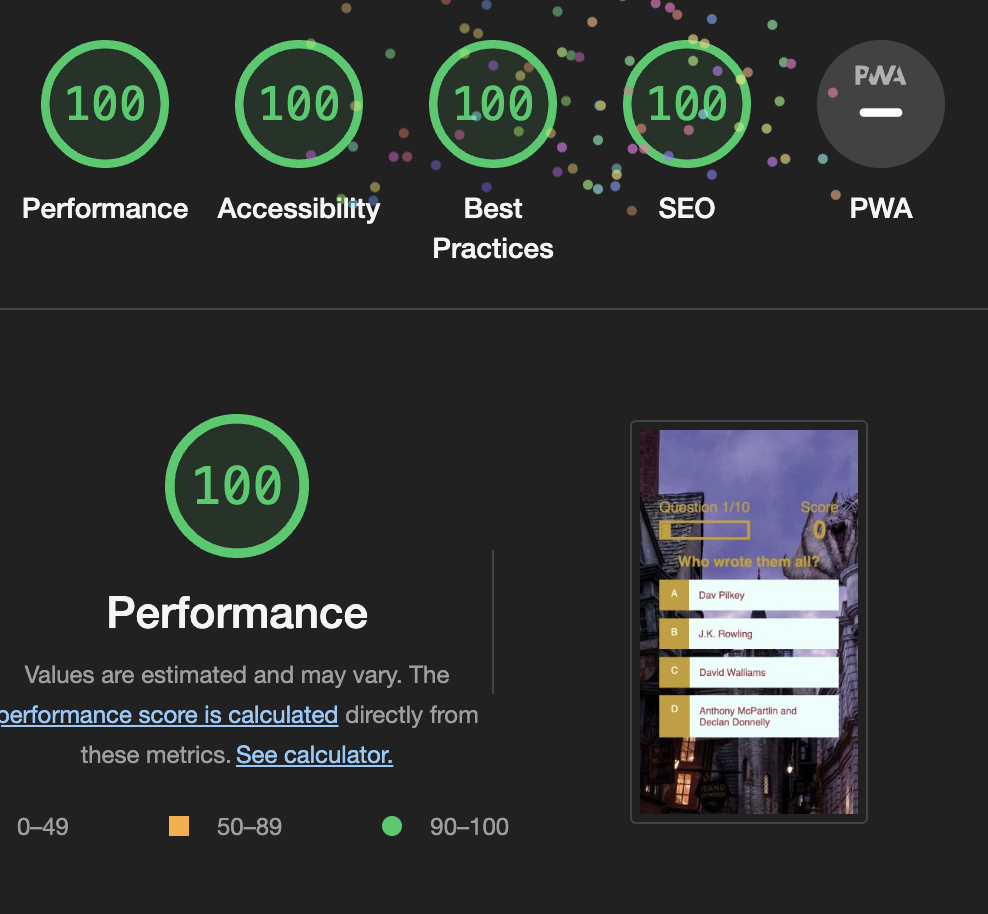 100
100
100
100
PWA
Performance
Accessibility
Best
Practices
SEO
PWA
100
Performance
Values are estimated and may vary. The
performance score is calculated directly from
these metrics. See calculator.
0–49
50–89
90–100
Question 1/10
Score
0
Who wrote them all?
A
Dav Pilkey
B
J.K. Rowling
C
David Walliams
D
Anthony McPartlin and
Declan Donnelly